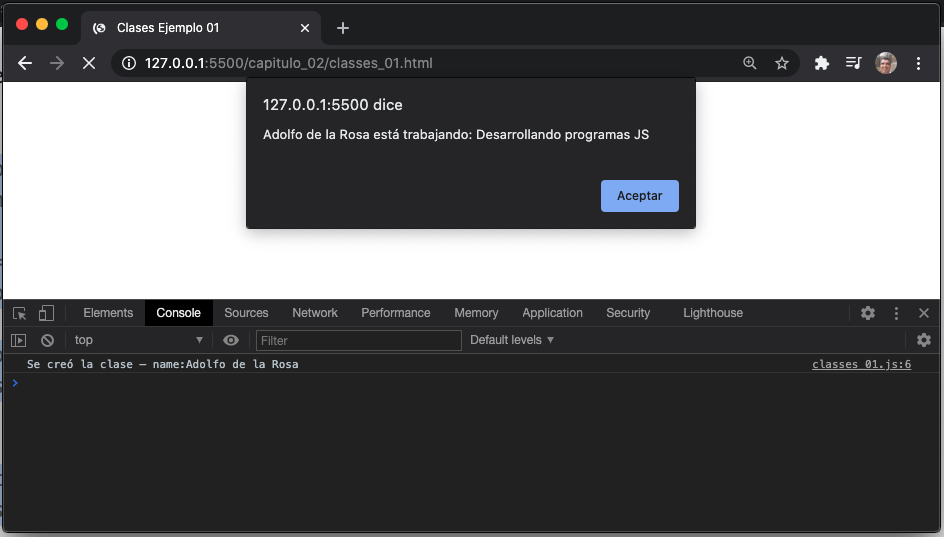 Clases Ejemplo 01
127.0.0.1:5500/capitulo_02/classes_01.html
127.0.0.1:5500 dice
Adolfo de la Rosa está trabajando: Desarrollando programas JS
Aceptar
Elements Console Sources Network Performance Memory Application Security Lighthouse
top Filter Default levels
Se creó la clase – name:Adolfo de la Rosa classes_01.js:6